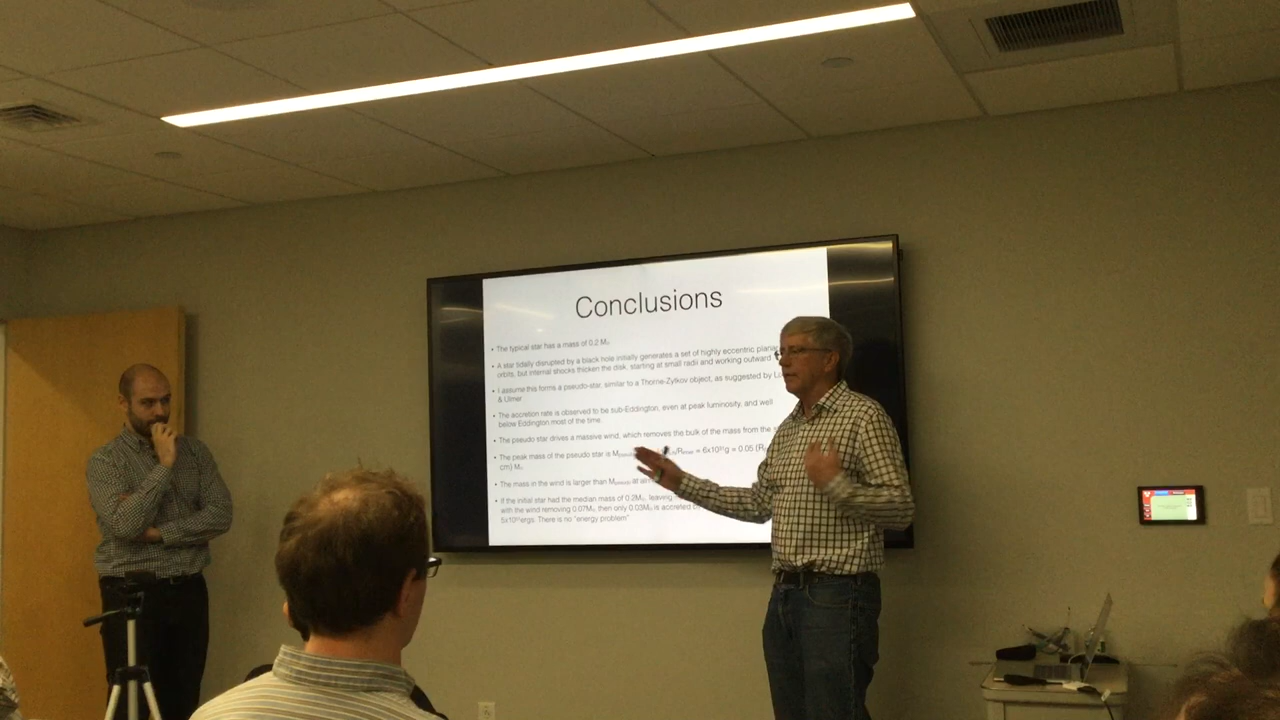 Conclusions
• The typical star has a mass of 0.2 M☉
• A star tidally disrupted by a black hole initially generates a set of highly eccentric
orbits, but internal shocks thicken the disk, starting at small radii and working outward
• I assume this forms a pseudo-star, similar to a Thorne-Zytkov object, as suggested by
& Ulmer
• The accretion rate is observed to be sub-Eddington, even at peak luminosity, and well
below Eddington most of the time
• The pseudo star drives a massive wind, which removes the bulk of the mass from the
• The peak mass of the pseudo star is
cm) M☉
• The mass in the wind is larger than
• If the initial star had the median mass of 0.2M☉, leaving
with the wind removing 0.07M☉, then only 0.03M☉ is accreted
ergs. There is no "energy problem"